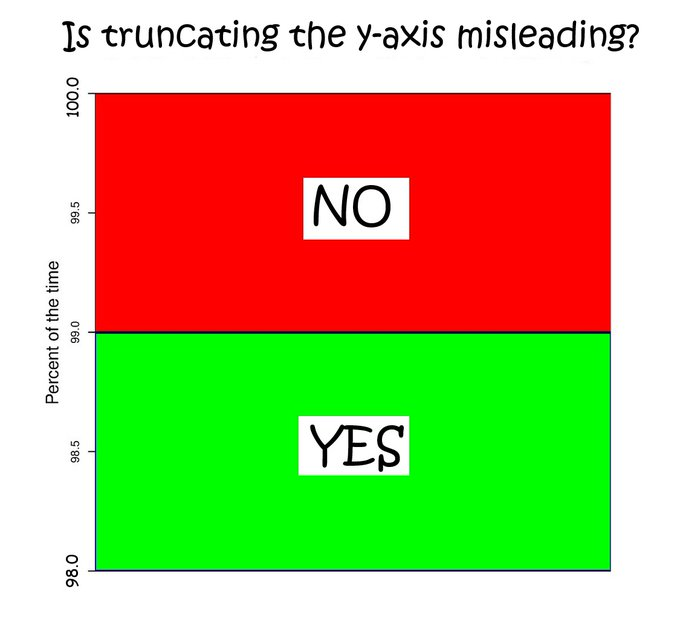 Is truncating the y-axis misleading?
100.0
NO
99.5
Percent of the time
99.0
YES
98.5
98.0